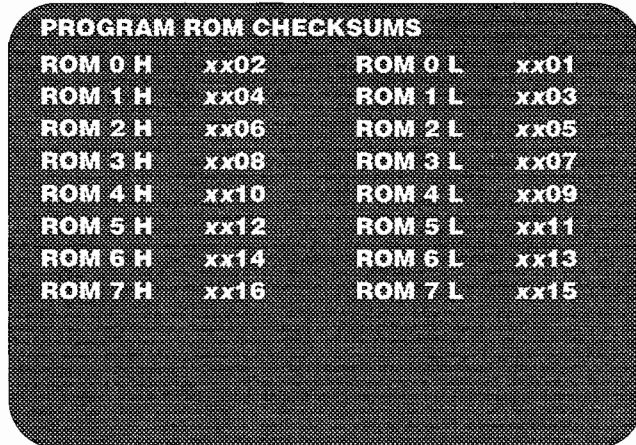 PROGRAM ROM CHECKSUMS
ROM 0 H xx02 ROM 0 L xx01
ROM 1 H xx04 ROM 1 L xx03
ROM 2 H xx06 ROM 2 L xx05
ROM 3 H xx08 ROM 3 L xx07
ROM 4 H xx10 ROM 4 L xx09
ROM 5 H xx12 ROM 5 L xx11
ROM 6 H xx14 ROM 6 L xx13
ROM 7 H xx16 ROM 7 L xx15